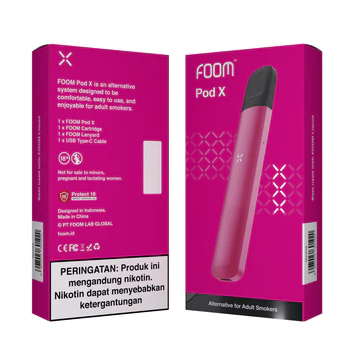 FOOM Pod X is an alternative
system designed to be
comfortable, easy to use, and
enjoyable for adult smokers.
1 x FOOM Pod X
1 x FOOM Cartridge
1 x FOOM Lanyard
1 x USB Type-C Cable
18+
Not for sale to minors,
pregnant and lactating women.
Protect 18
Designed in Indonesia.
Made in China
© PT FOOM LAB GLOBAL
foom.id
PERINGATAN: Produk ini
mengandung nikotin.
Nikotin dapat menyebabkan
ketergantungan
FOOM™
Pod X
Alternative for Adult Smokers